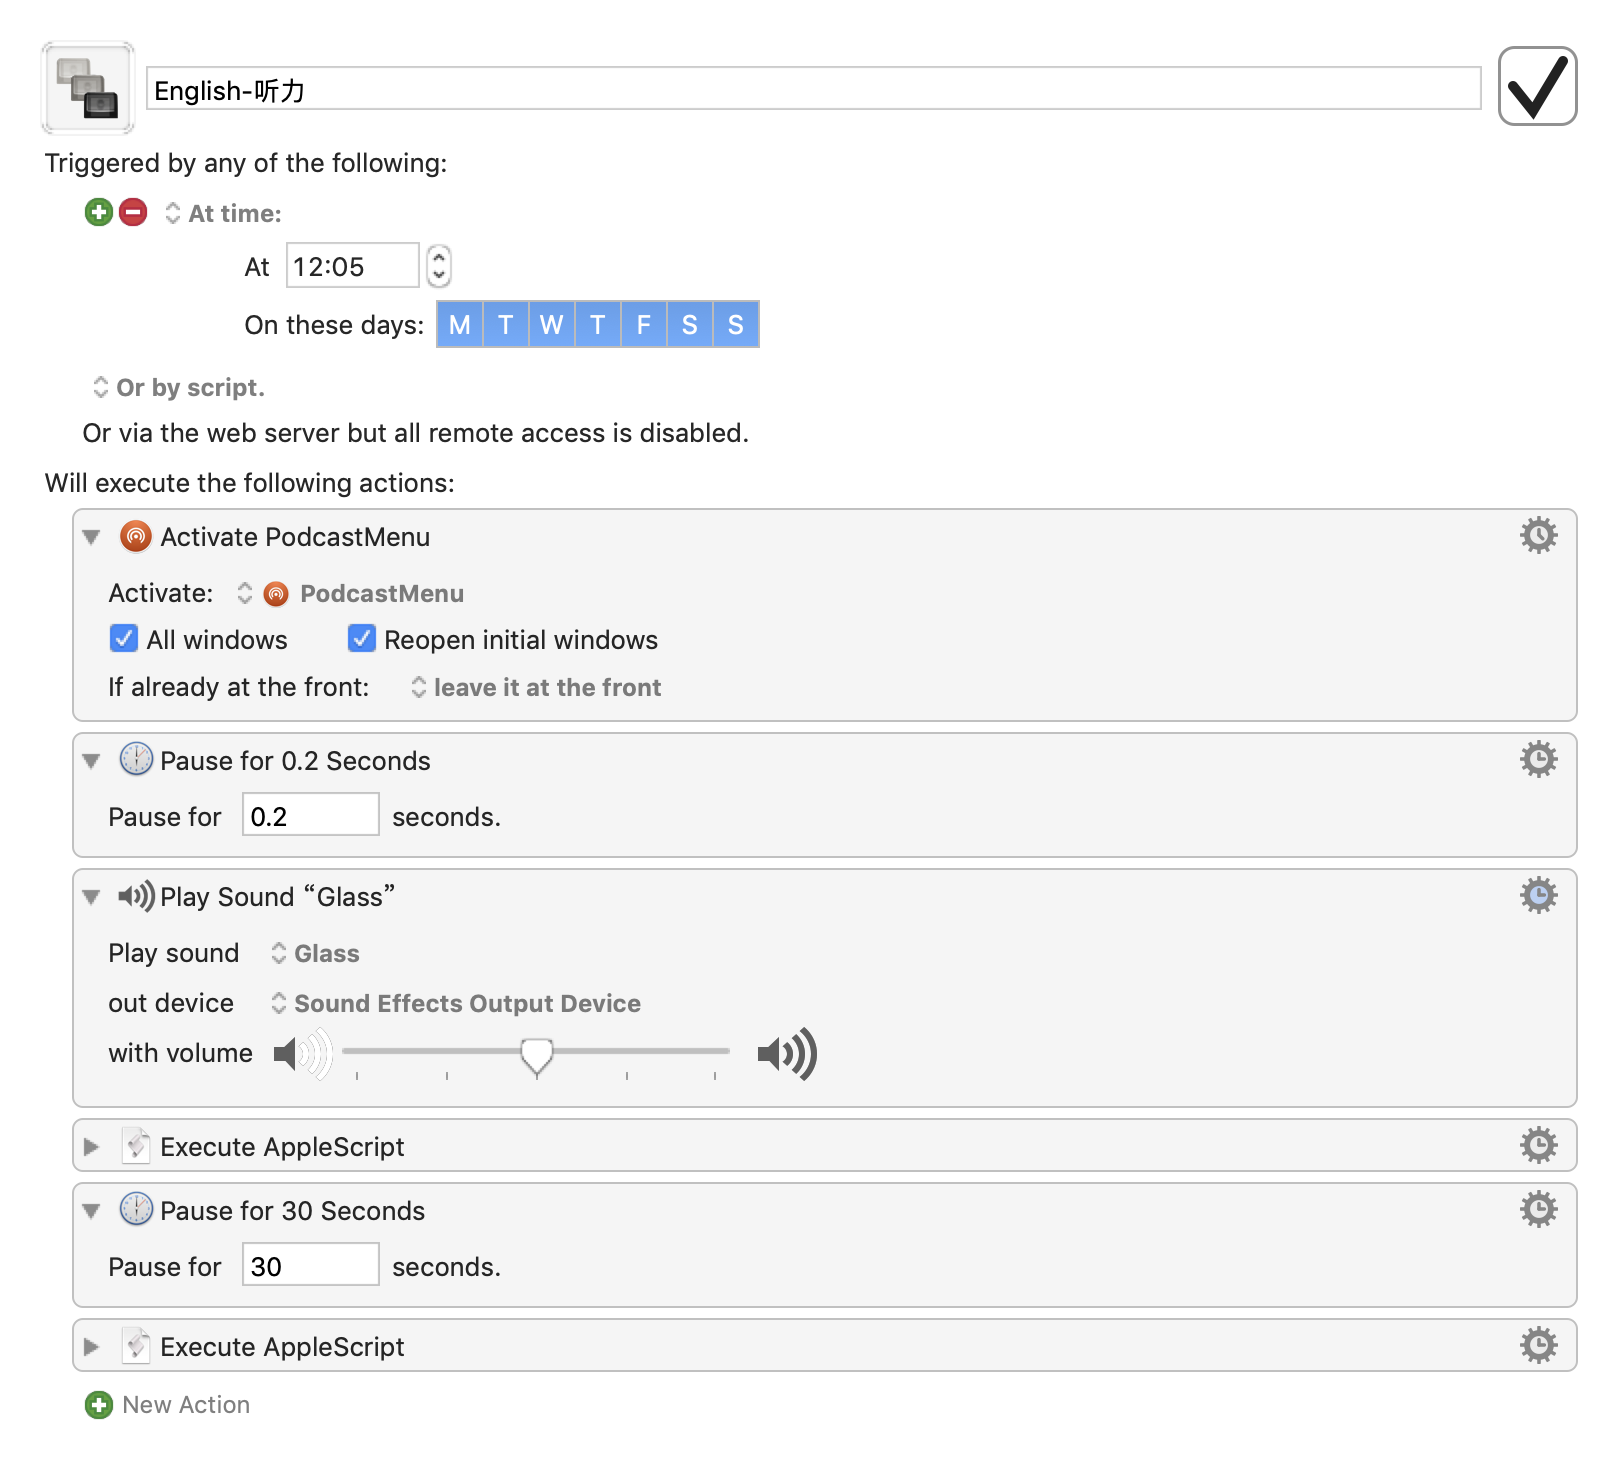 English-听力
Triggered by any of the following:
At time:
At 12:05
On these days: M T W T F S S
Or by script.
Or via the web server but all remote access is disabled.
Will execute the following actions:
Activate PodcastMenu
Activate: PodcastMenu
All windows Reopen initial windows
If already at the front: leave it at the front
Pause for 0.2 Seconds
Pause for 0.2 seconds.
Play Sound “Glass”
Play sound Glass
out device Sound Effects Output Device
with volume
Execute AppleScript
Pause for 30 Seconds
Pause for 30 seconds.
Execute AppleScript
New Action